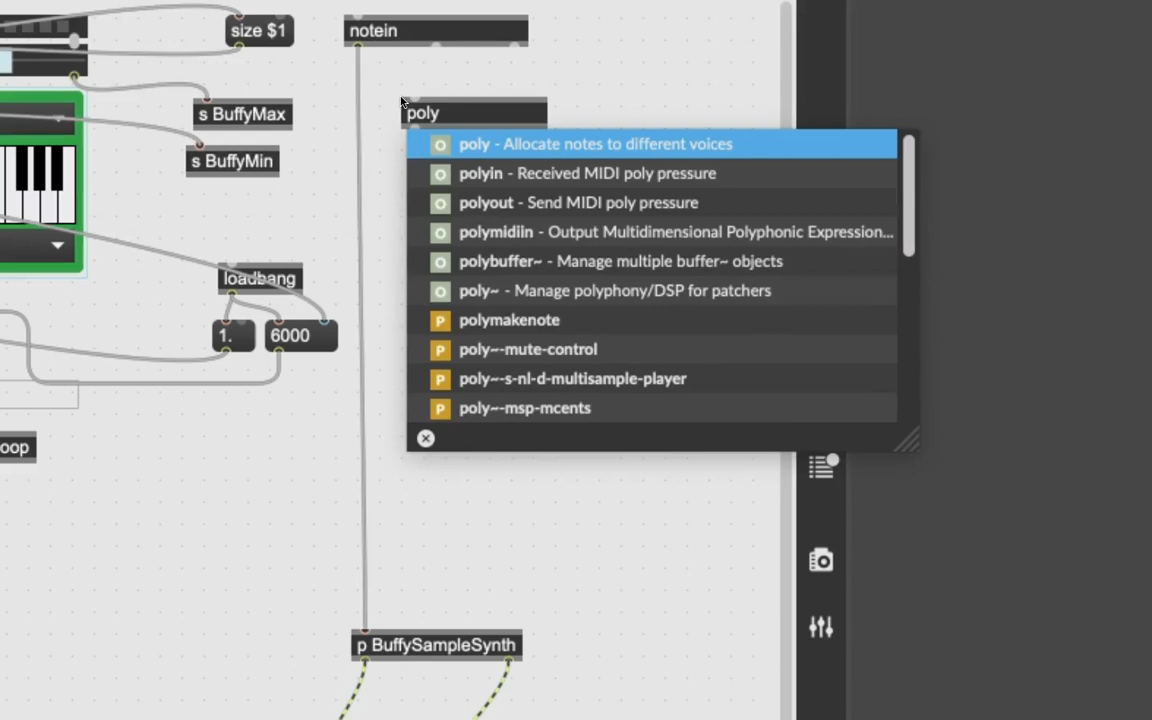 size $1
notein
s BuffyMax
poly
s BuffyMin
poly - Allocate notes to different voices
polyin - Received MIDI poly pressure
polyout - Send MIDI poly pressure
polymidiin - Output Multidimensional Polyphonic Expression...
polybuffer~ - Manage multiple buffer~ objects
poly~ - Manage polyphony/DSP for patchers
P polymakenote
P poly~-mute-control
P poly~-s-nl-d-multisample-player
P poly~-msp-mcents
loadbang
1.
6000
oop
p BuffySampleSynth